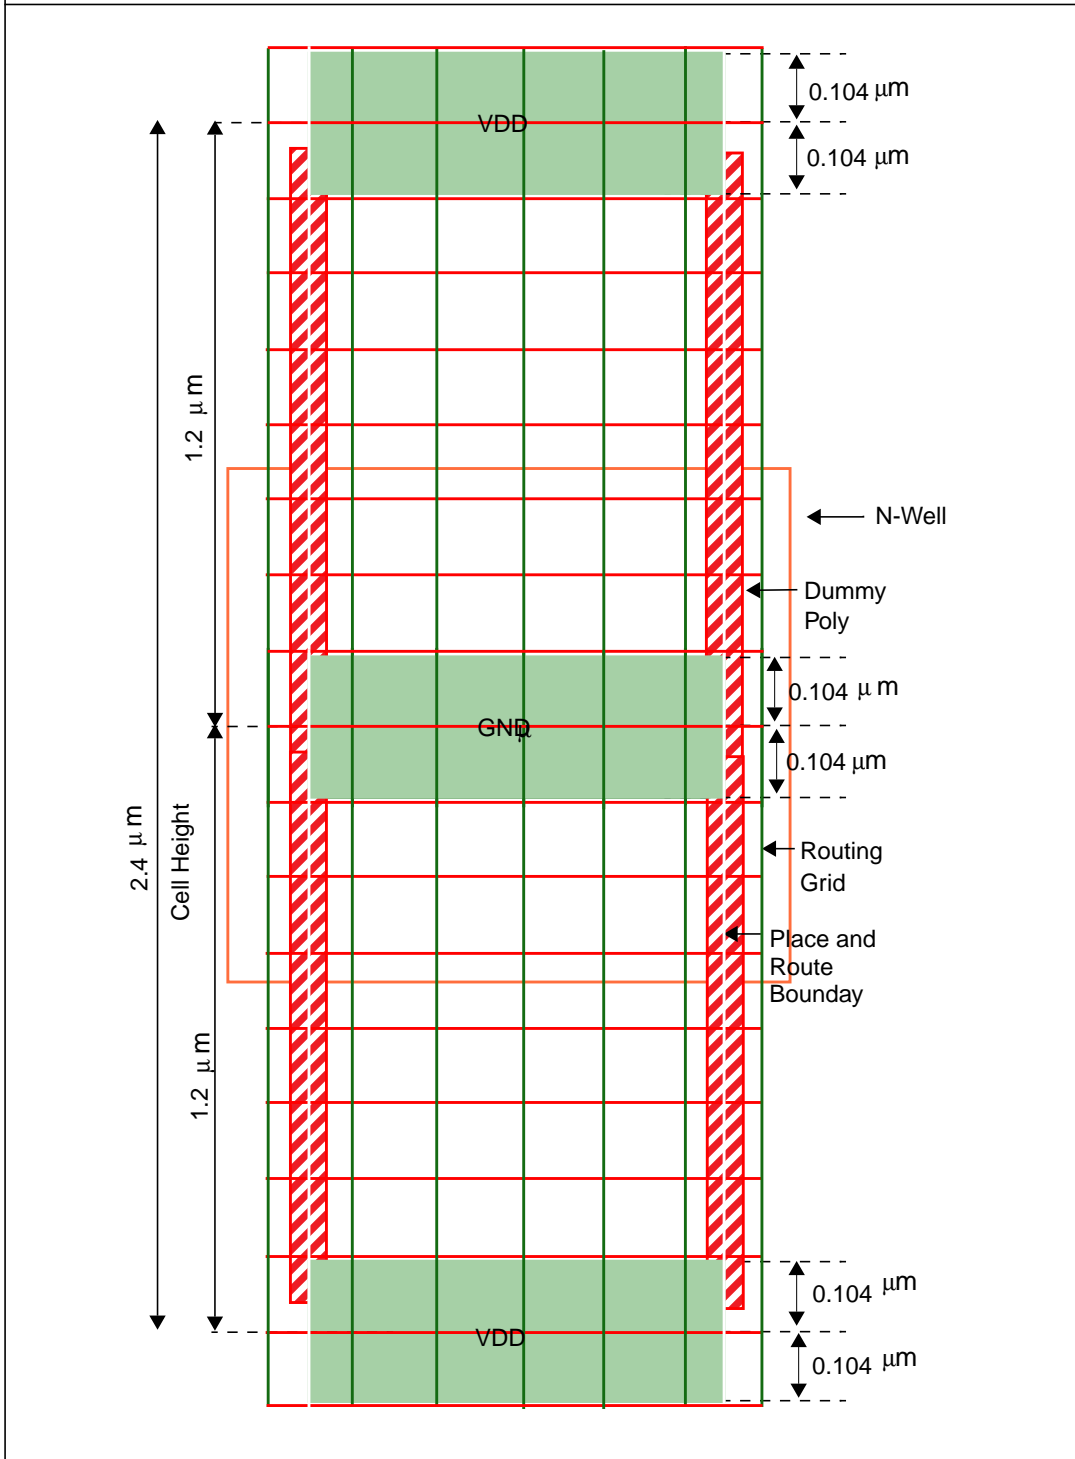 0.104 μm
VDD
0.104 μm
1.2 μm
N-Well
Dummy
Poly
0.104 μm
GND
μ
0.104 μm
2.4 μm
Cell Height
Routing
Grid
Place and
Route
Bounday
1.2 μm
0.104 μm
VDD
0.104 μm